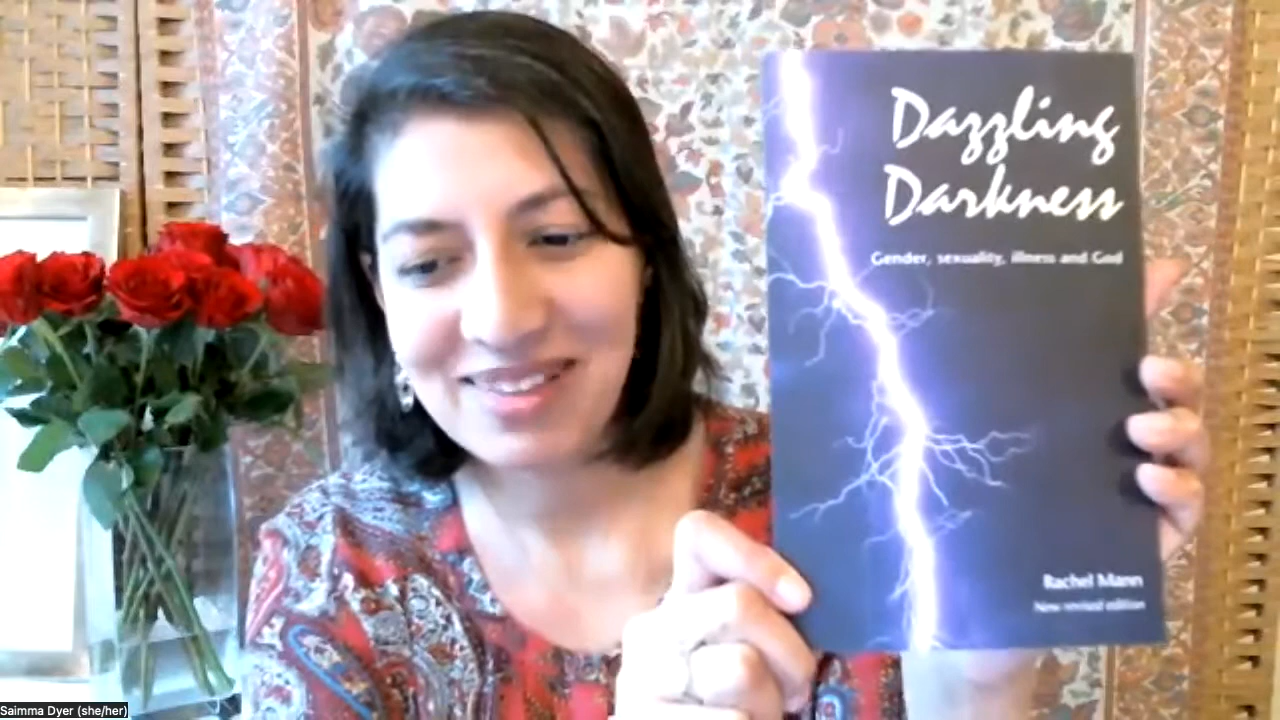 Dazzling
Darkness
Gender, sexuality, illness and God
Rachel Mann
New revised edition
Saimma Dyer (she/her)